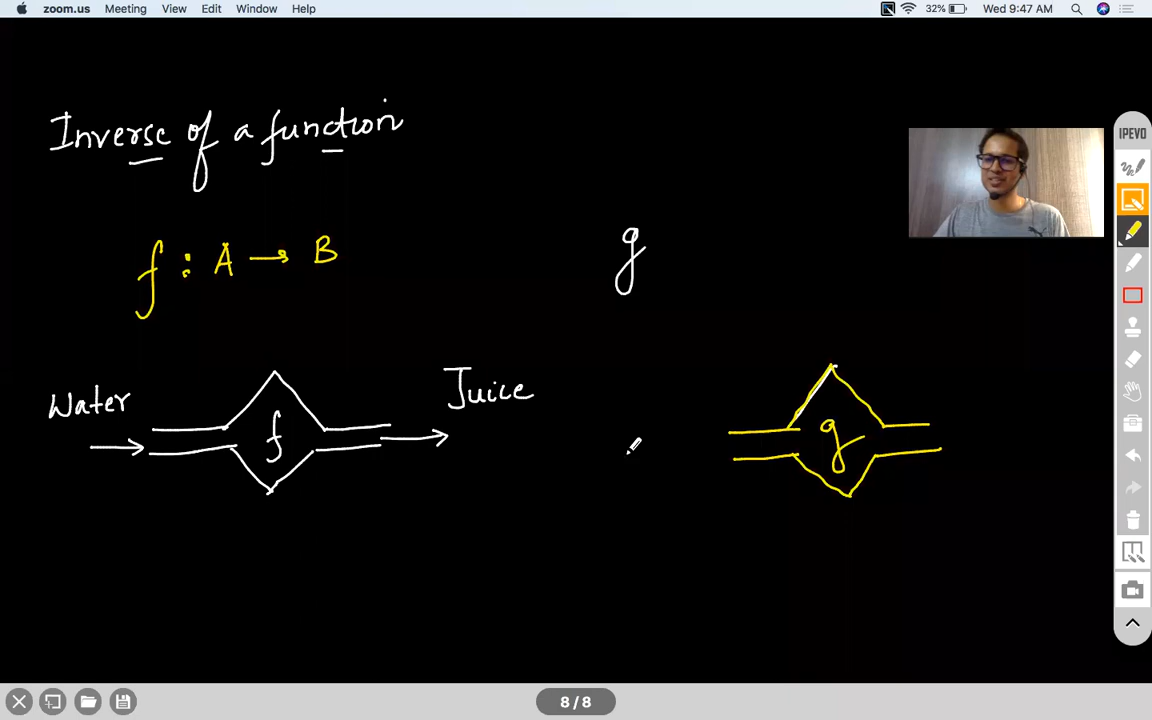 zoom.us Meeting View Edit Window Help 32% Wed 9:47 AM
Inverse of a function
IPEVO
f : A → B
g
Water
f
Juice
g
8 / 8